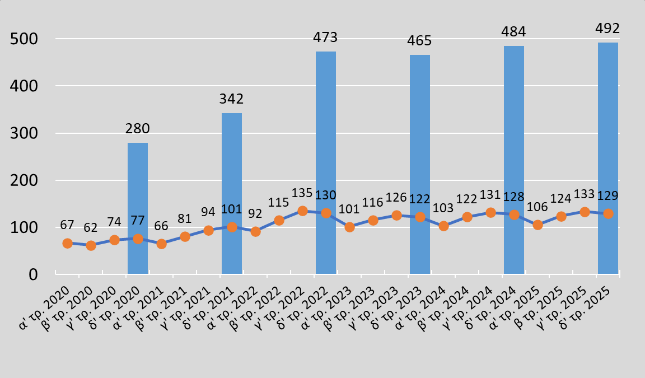 500
400
300
200
100
0
280
342
473
465
484
492
67
62
74
77
66
81
94
101
92
115
135
130
101
116
126
122
103
122
131
128
106
124
133
129
α' τρ. 2020
β' τρ. 2020
γ' τρ. 2020
δ' τρ. 2020
α' τρ. 2021
β' τρ. 2021
γ' τρ. 2021
δ' τρ. 2021
α' τρ. 2022
β' τρ. 2022
γ' τρ. 2022
δ' τρ. 2022
α' τρ. 2023
β' τρ. 2023
γ' τρ. 2023
δ' τρ. 2023
α' τρ. 2024
β' τρ. 2024
γ' τρ. 2024
δ' τρ. 2024
α' τρ. 2025
β τρ. 2025
γ' τρ. 2025
δ' τρ. 2025